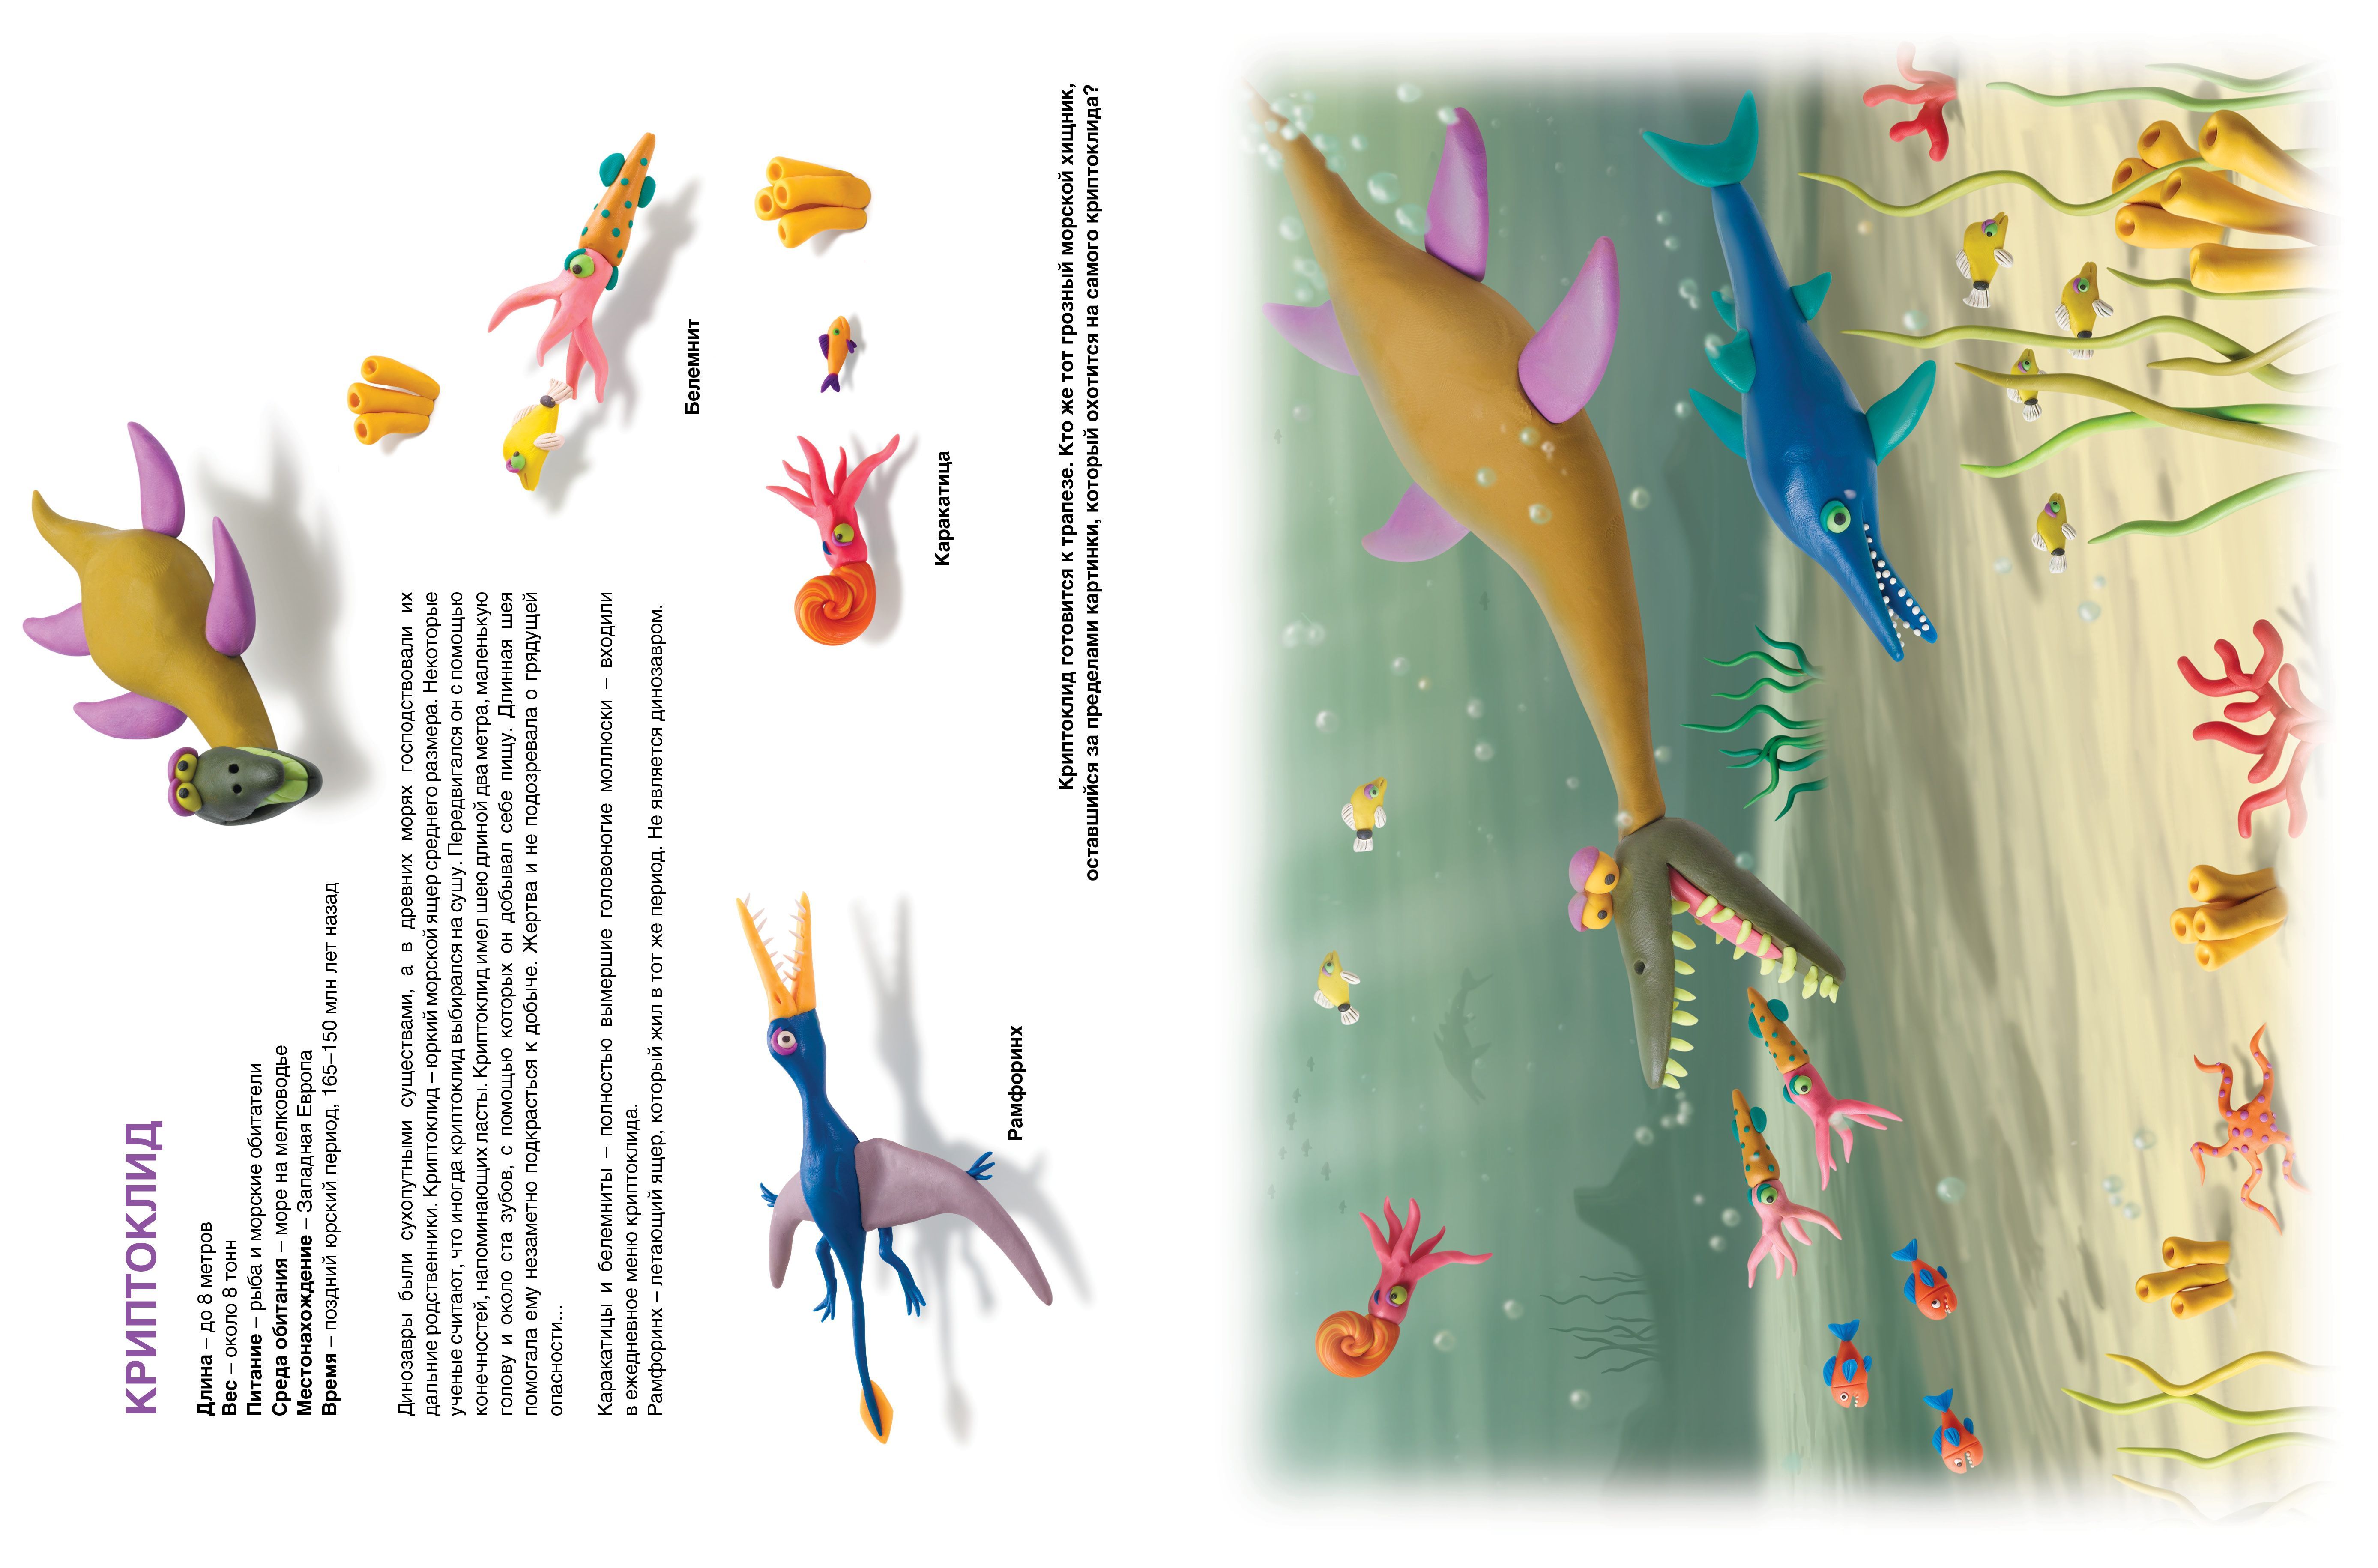 КРИПТОКЛИД
Длина – до 8 метров
Вес – около 8 тонн
Питание – рыба и морские обитатели
Среда обитания – море на мелководье
Местонахождение – Западная Европа
Время – поздний юрский период, 165–150 млн лет назад
Динозавры были сухопутными существами, а в древних морях господствовали их
дальние родственники. Криптоклид – юркий морской ящер среднего размера. Некоторые
ученые считают, что иногда криптоклид выбирался на сушу. Передвигался он с помощью
конечностей, напоминающих ласты. Криптоклид имел шею длиной два метра, маленькую
голову и около ста зубов, с помощью которых он добывал себе пищу. Длинная шея
помогала ему незаметно подкрасться к добыче. Жертва и не подозревала о грядущей
опасности...
Каракатицы и белемниты – полностью вымершие головоногие моллюски – входили
в ежедневное меню криптоклида.
Рамфоринх – летающий ящер, который жил в тот же период. Не является динозавром.
Белемнит
Каракатица
Рамфоринх
Криптоклид готовится к трапезе. Кто же тот грозный морской хищник,
оставшийся за пределами картинки, который охотится на самого криптоклида?